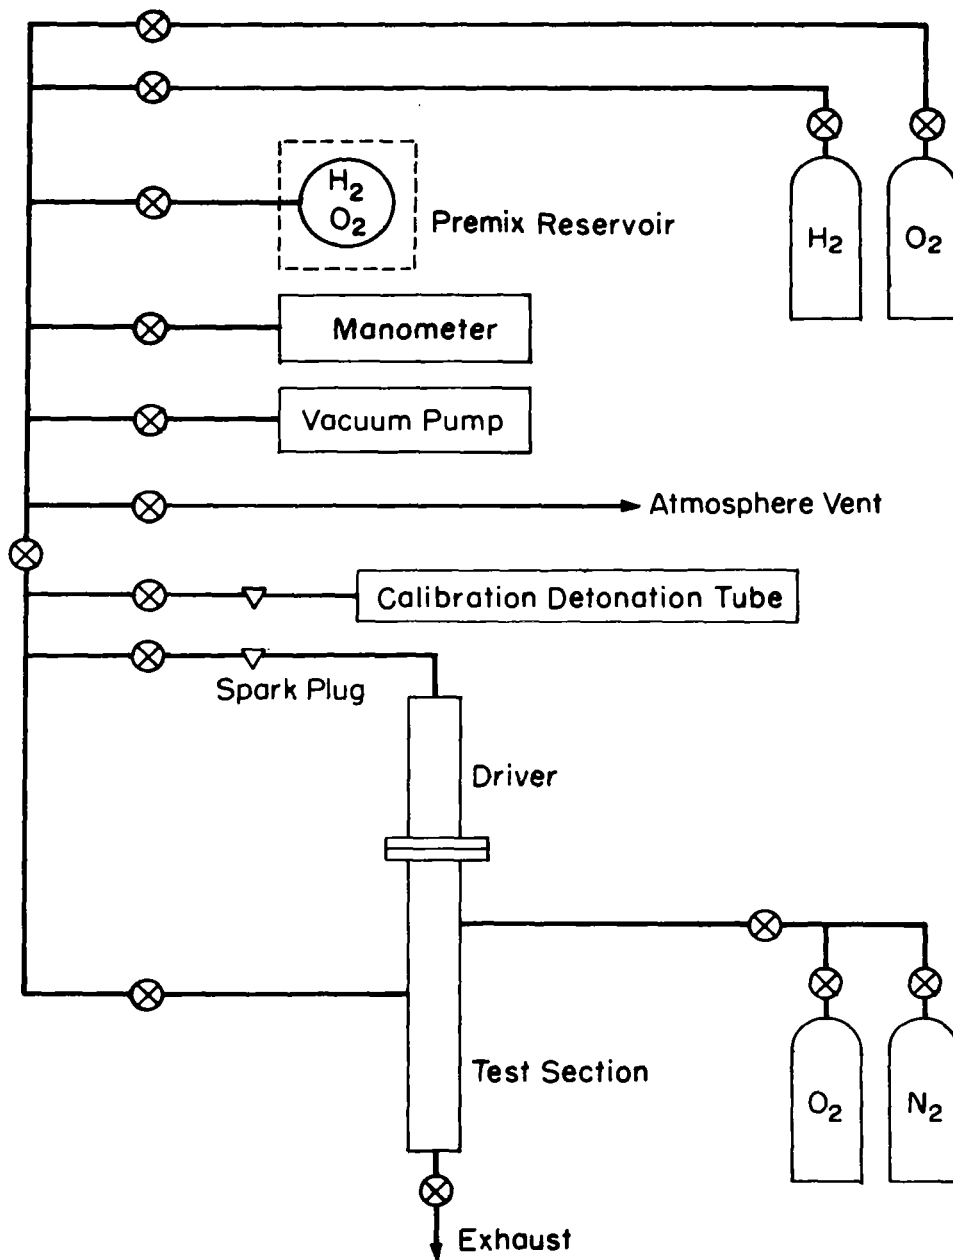 H2
O2
Premix Reservoir
H2
O2
Manometer
Vacuum Pump
Atmosphere Vent
Calibration Detonation Tube
Spark Plug
Driver
Test Section
O2
N2
Exhaust